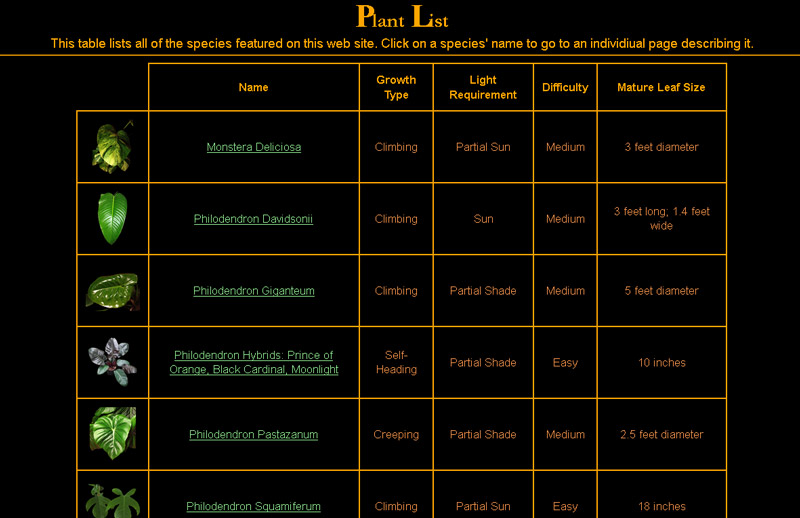 Plant List
This table lists all of the species featured on this web site. Click on a species' name to go to an individiual page describing it.
Name
Growth
Type
Light
Requirement
Difficulty
Mature Leaf Size
Monstera Deliciosa
Climbing
Partial Sun
Medium
3 feet diameter
Philodendron Davidsonii
Climbing
Sun
Medium
3 feet long; 1.4 feet
wide
Philodendron Giganteum
Climbing
Partial Shade
Medium
5 feet diameter
Philodendron Hybrids: Prince of
Orange, Black Cardinal, Moonlight
Self-
Heading
Partial Shade
Easy
10 inches
Philodendron Pastazanum
Creeping
Partial Shade
Medium
2.5 feet diameter
Philodendron Squamiferum
Climbing
Partial Sun
Easy
18 inches